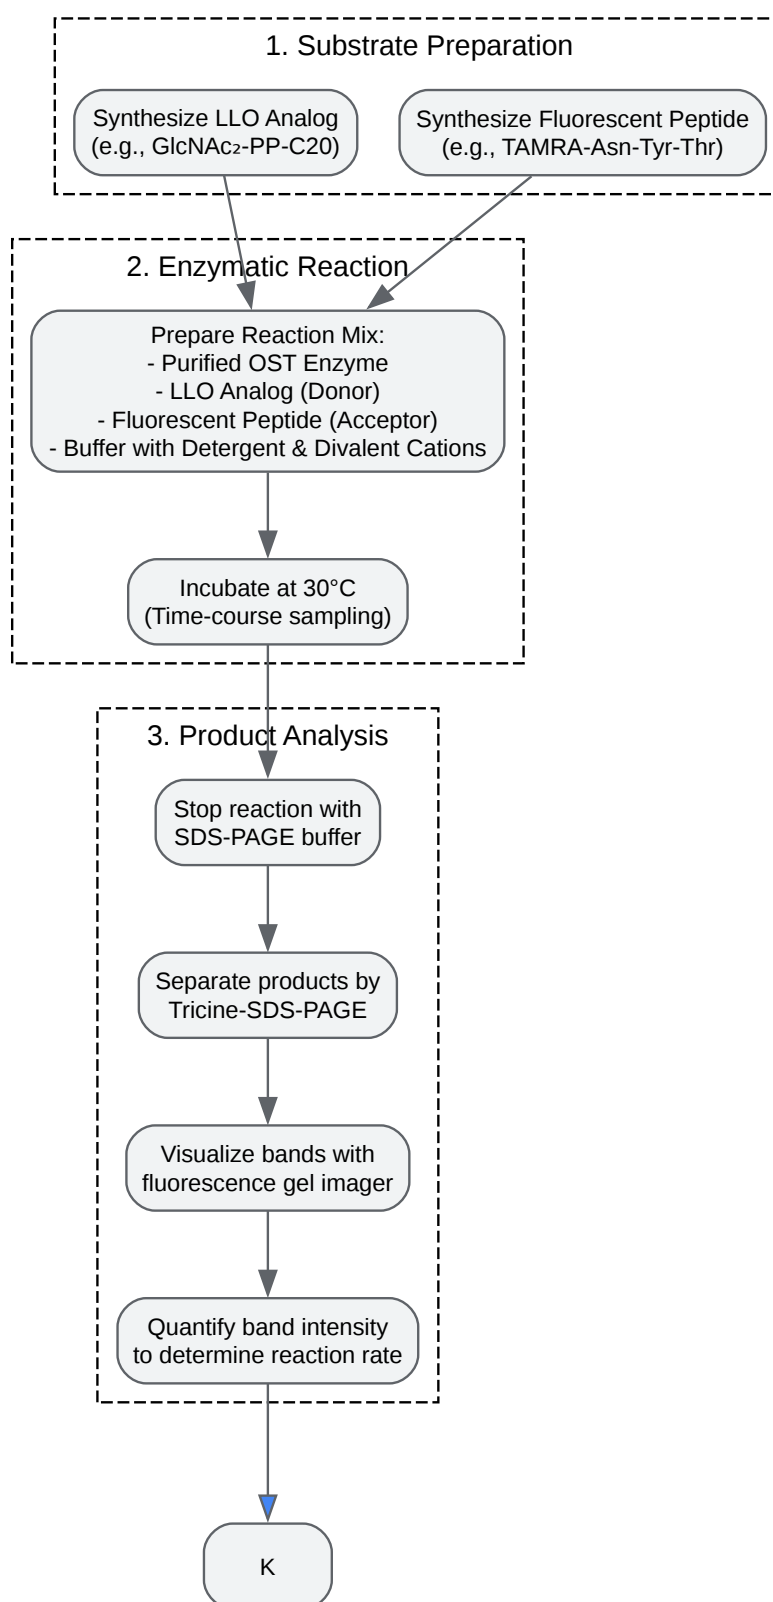 1. Substrate Preparation
Synthesize LLO Analog
(e.g., GlcNAc₂-PP-C20)
Synthesize Fluorescent Peptide
(e.g., TAMRA-Asn-Tyr-Thr)
2. Enzymatic Reaction
Prepare Reaction Mix:
- Purified OST Enzyme
- LLO Analog (Donor)
- Fluorescent Peptide (Acceptor)
- Buffer with Detergent & Divalent Cations
Incubate at 30°C
(Time-course sampling)
3. Product Analysis
Stop reaction with
SDS-PAGE buffer
Separate products by
Tricine-SDS-PAGE
Visualize bands with
fluorescence gel imager
Quantify band intensity
to determine reaction rate
K